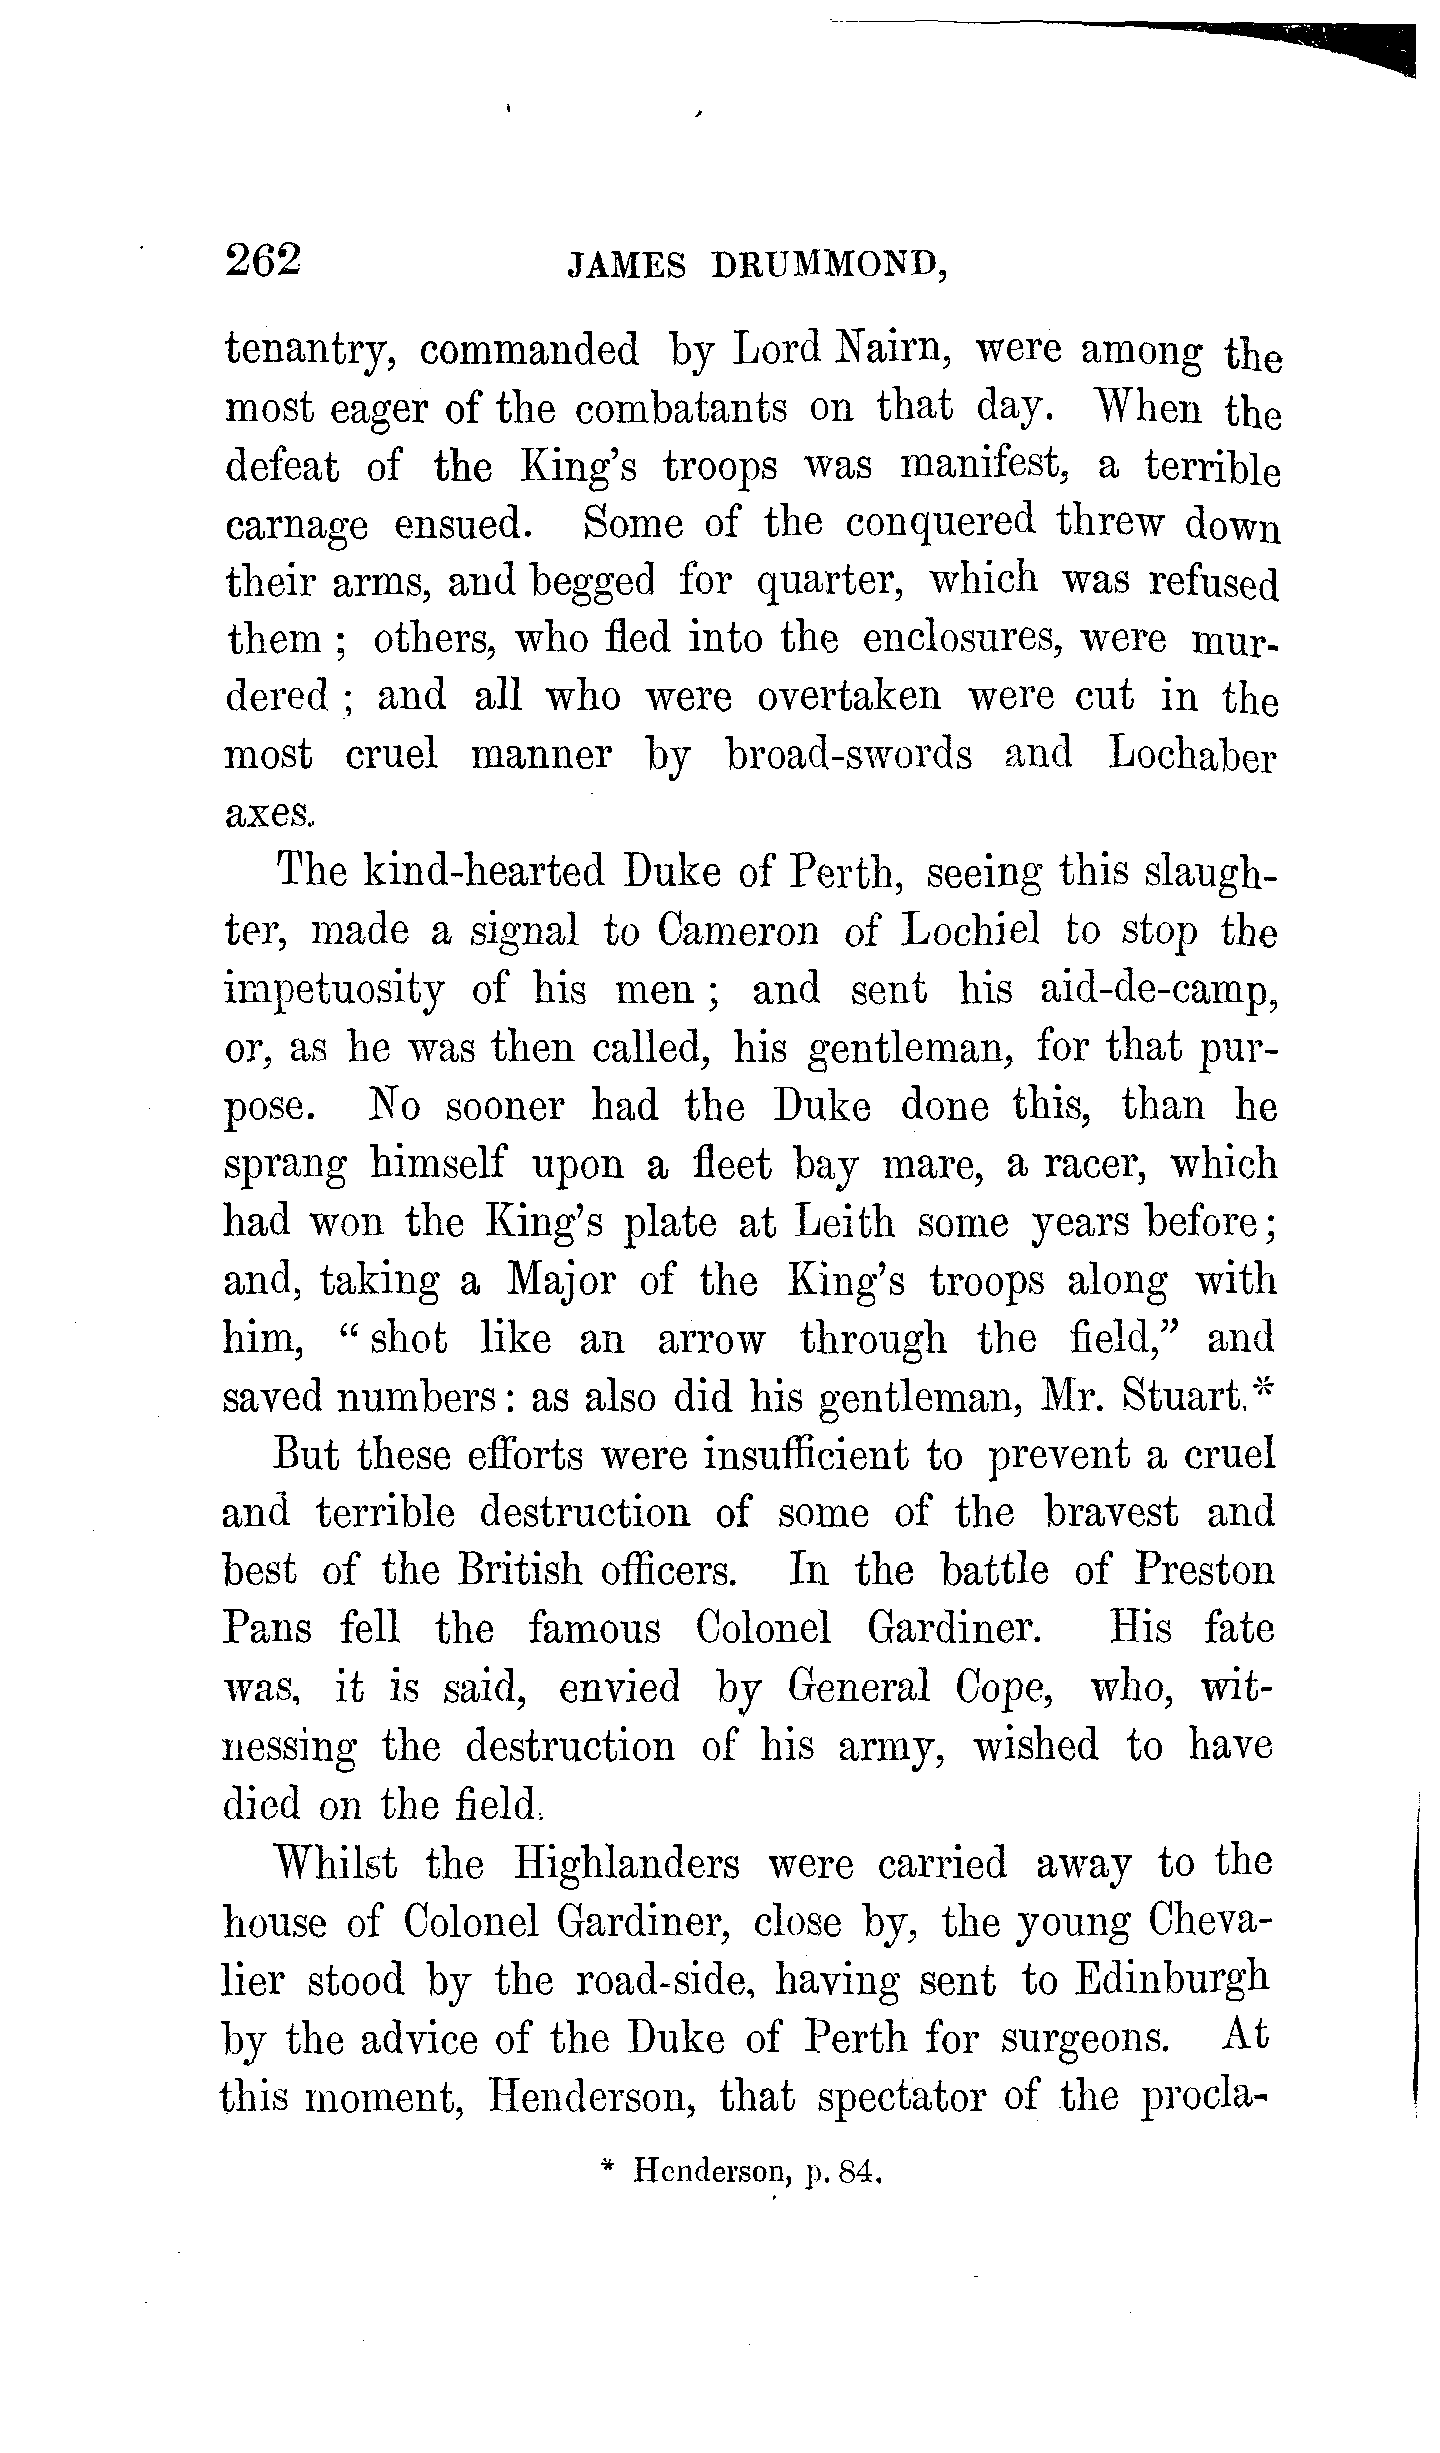 262 JAMES DRUMMOND,
tenantry, commanded by Lord Nairn, were among the
most eager of the combatants on that day. When the
defeat of the King's troops was manifest, a terrible
carnage ensued. Some of the conquered threw down
their arms, and begged for quarter, which was refused
them ; others, who fled into the enclosures, were mur-
dered ; and all who were overtaken were cut in the
most cruel manner by broad-swords and Lochaber
axes.
The kind-hearted Duke of Perth, seeing this slaugh-
ter, made a signal to Cameron of Lochiel to stop the
impetuosity of his men ; and sent his aid-de-camp,
or, as he was then called, his gentleman, for that pur-
pose. No sooner had the Duke done this, than he
sprang himself upon a fleet bay mare, a racer, which
had won the King's plate at Leith some years before;
and, taking a Major of the King's troops along with
him, "shot like an arrow through the field," and
saved numbers: as also did his gentleman, Mr. Stuart.*
But these efforts were insufficient to prevent a cruel
and terrible destruction of some of the bravest and
best of the British officers. In the battle of Preston
Pans fell the famous Colonel Gardiner. His fate
was, it is said, envied by General Cope, who, wit-
nessing the destruction of his army, wished to have
died on the field.
Whilst the Highlanders were carried away to the
house of Colonel Gardiner, close by, the young Cheva-
lier stood by the road-side, having sent to Edinburgh
by the advice of the Duke of Perth for surgeons. At
this moment, Henderson, that spectator of the procla-
* Henderson, p. 84.